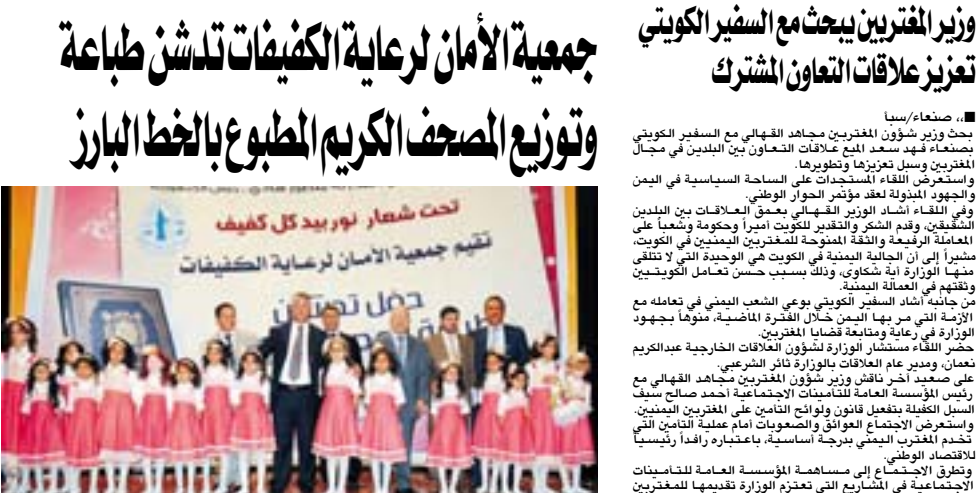 وزير المغتربين يبحث مع السفير الكويتي
تعزيز علاقات التعاون المشترك
■،، صنعاء/سبأ
بحث وزير شؤون المغتربين مجاهد القهالي مع السفير الكويتي
بصنعاء فهد سعد الميع علاقات التعاون بين البلدين في مجال
المغتربين وسبل تعزيزها وتطويرها.
واستعرض اللقاء المستجدات على الساحة السياسية في اليمن
والجهود المبذولة لعقد مؤتمر الحوار الوطني.
وفي اللقاء أشاد الوزير القهالي بعمق العلاقات بين البلدين
الشقيقين، وقدم الشكر والتقدير للكويت أميراً وحكومة وشعباً على
المعاملة الرفيعة والثقة الممنوحة للمغتربين اليمنيين في الكويت،
مشيراً إلى أن الجالية اليمنية في الكويت هي الوحيدة التي لا تتلقى
منها الوزارة أية شكاوى، وذلك بسبب حسن تعامل الكويتيين
وثقتهم في العمالة اليمنية.
من جانبه أشاد السفير الكويتي بوعي الشعب اليمني في تعامله مع
الأزمة التي مر بها اليمن خلال الفترة الماضية، منوهاً بجهود
الوزارة في رعاية ومتابعة قضايا المغتربين.
حضر اللقاء مستشار الوزارة لشؤون العلاقات الخارجية عبدالكريم
نعمان، ومدير عام العلاقات بالوزارة ثائر الشرعبي.
على صعيد آخر ناقش وزير شؤون المغتربين مجاهد القهالي مع
رئيس المؤسسة العامة للتأمينات الاجتماعية أحمد صالح سيف
السبل الكفيلة بتفعيل قانون ولوائح التأمين على المغتربين اليمنيين.
واستعرض الاجتماع العوائق والصعوبات أمام عملية التأمين التي
تخدم المغترب اليمني بدرجة أساسية، باعتباره رافداً رئيسياً
للاقتصاد الوطني.
وتطرق الاجتماع إلى مساهمة المؤسسة العامة للتأمينات
الاجتماعية في المشاريع التي تعتزم الوزارة تقديمها للمغتربين
جمعية الأمان لرعاية الكفيفات تدشن طباعة
وتوزيع المصحف الكريم المطبوع بالخط البارز
تحت شعار نور بيد كل كفيف
تقيم جمعية الأمان لرعاية الكفيفات
حفل تدشين